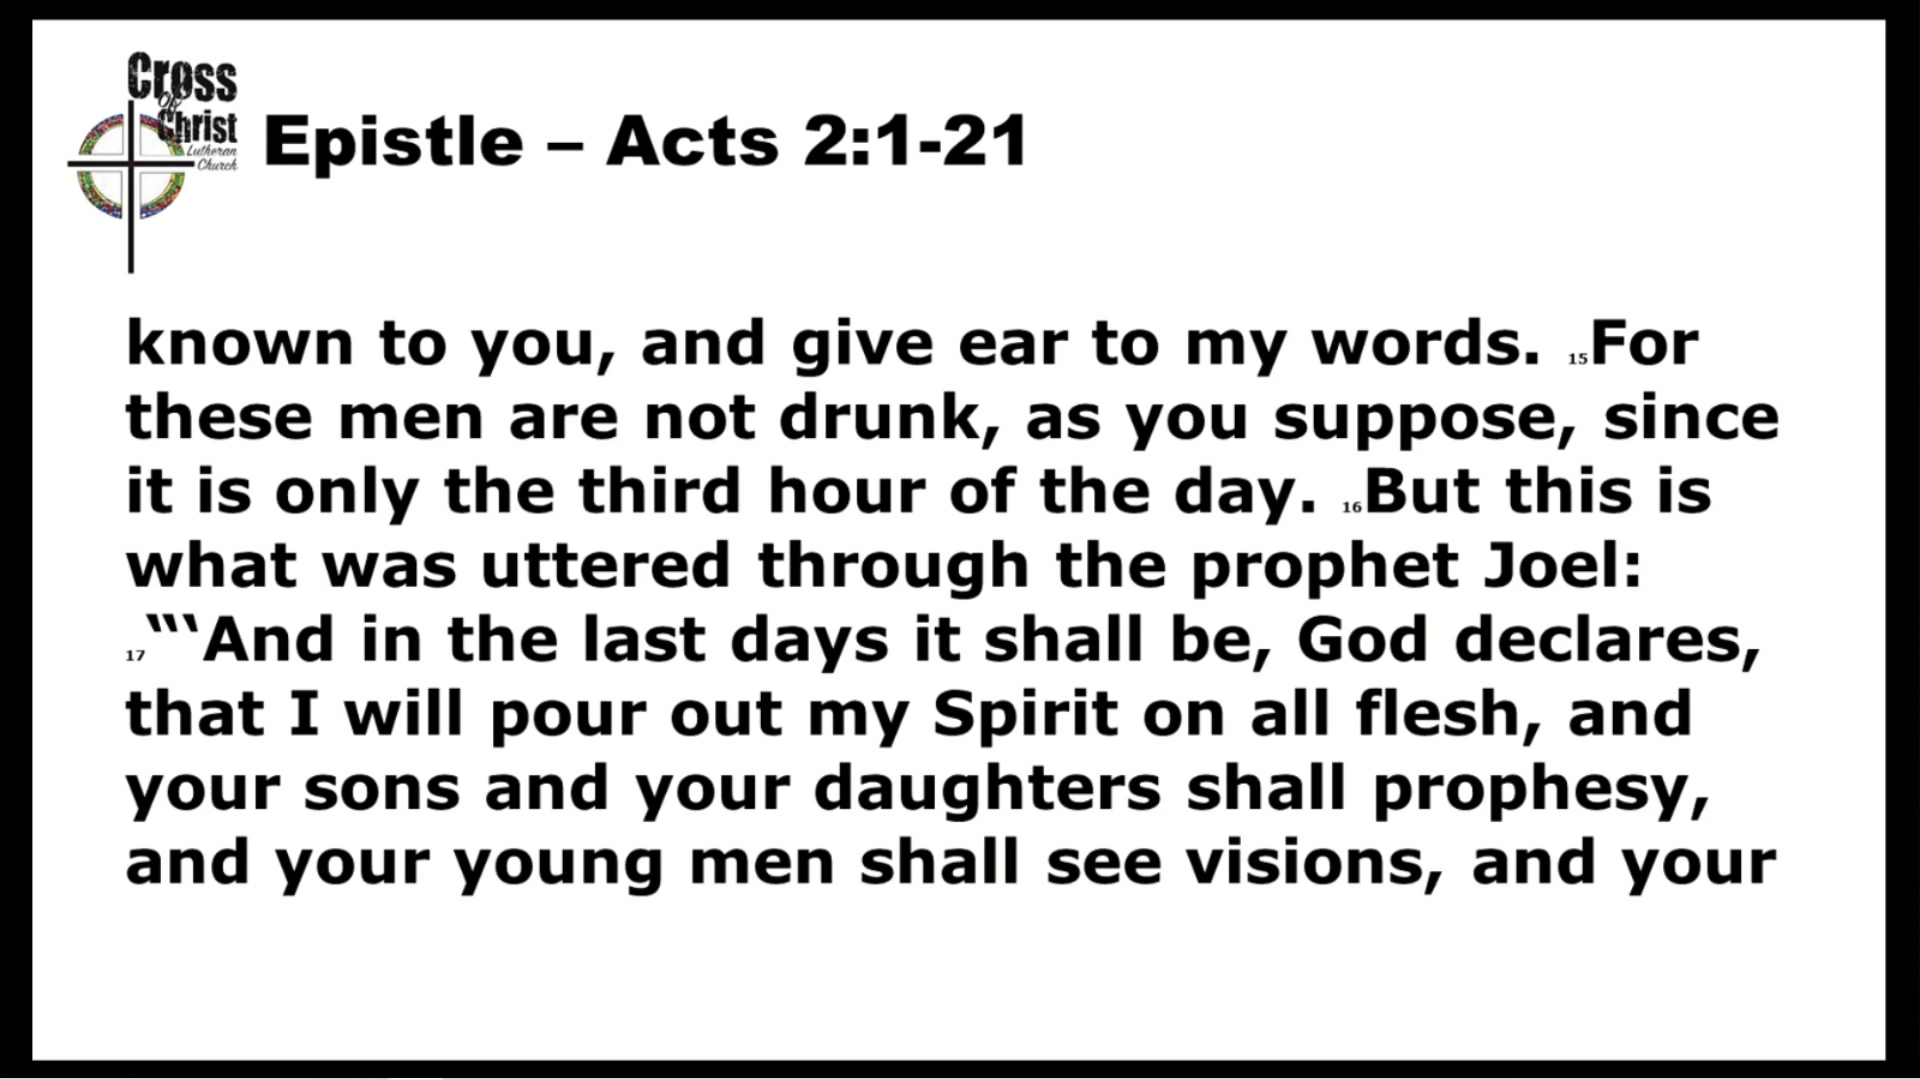 Cross
Of
Christ
Lutheran
Church
Epistle – Acts 2:1-21
known to you, and give ear to my words. 15For
these men are not drunk, as you suppose, since
it is only the third hour of the day. 16But this is
what was uttered through the prophet Joel:
17“‘And in the last days it shall be, God declares,
that I will pour out my Spirit on all flesh, and
your sons and your daughters shall prophesy,
and your young men shall see visions, and your